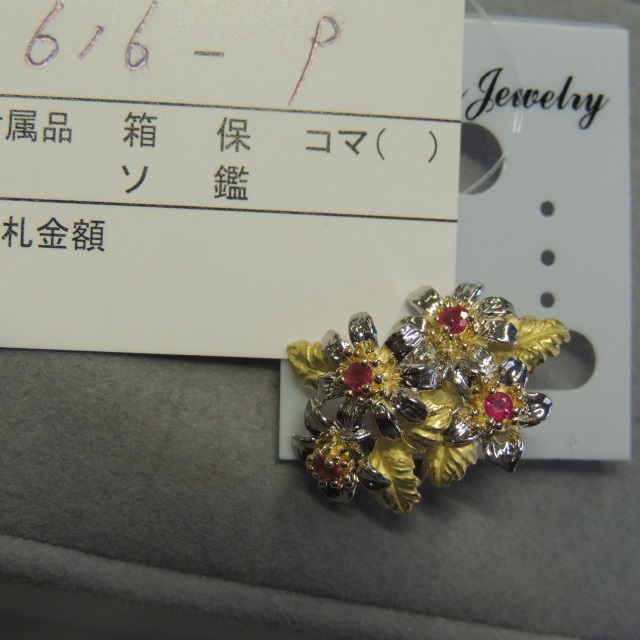 616-P
属品 箱 保 コマ( )
ソ 鑑
札金額
Jewelry